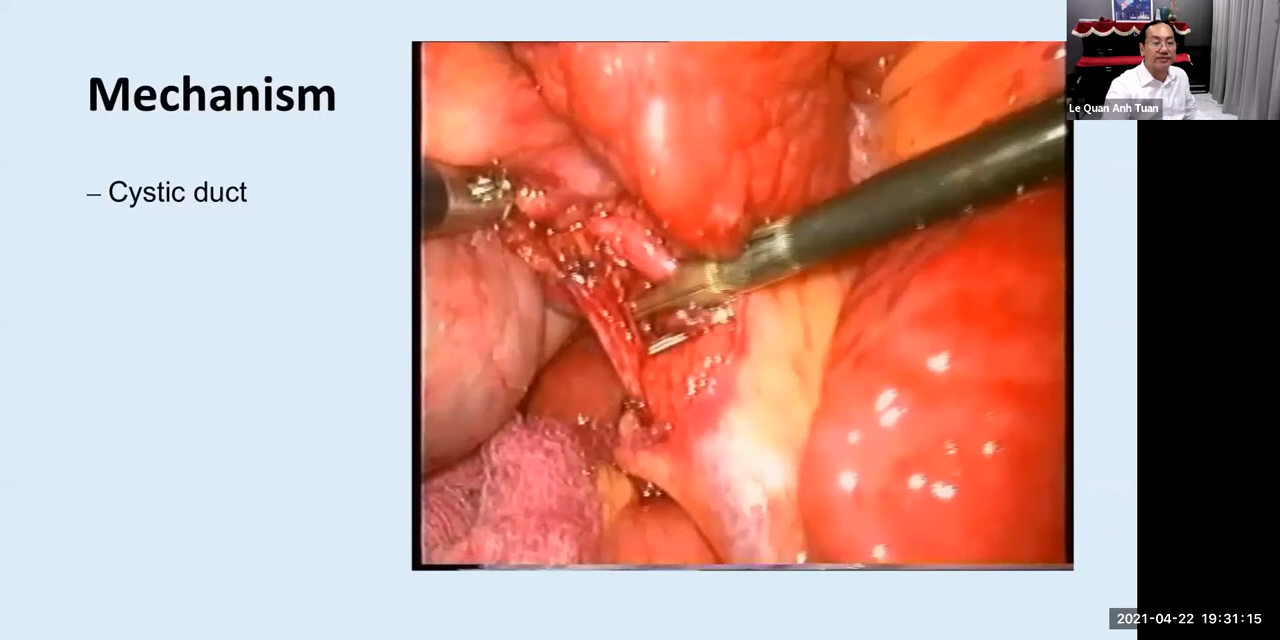 Mechanism
– Cystic duct
Le Quan Anh Tuan
2021-04-22 19:31:15